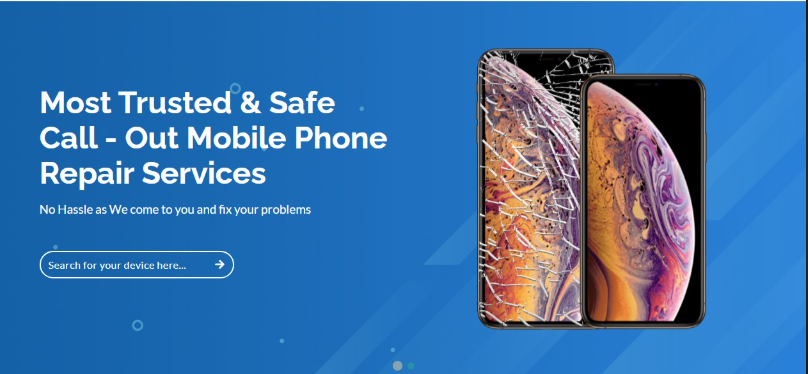 Most Trusted & Safe
Call - Out Mobile Phone
Repair Services
No Hassle as We come to you and fix your problems
Search for your device here...